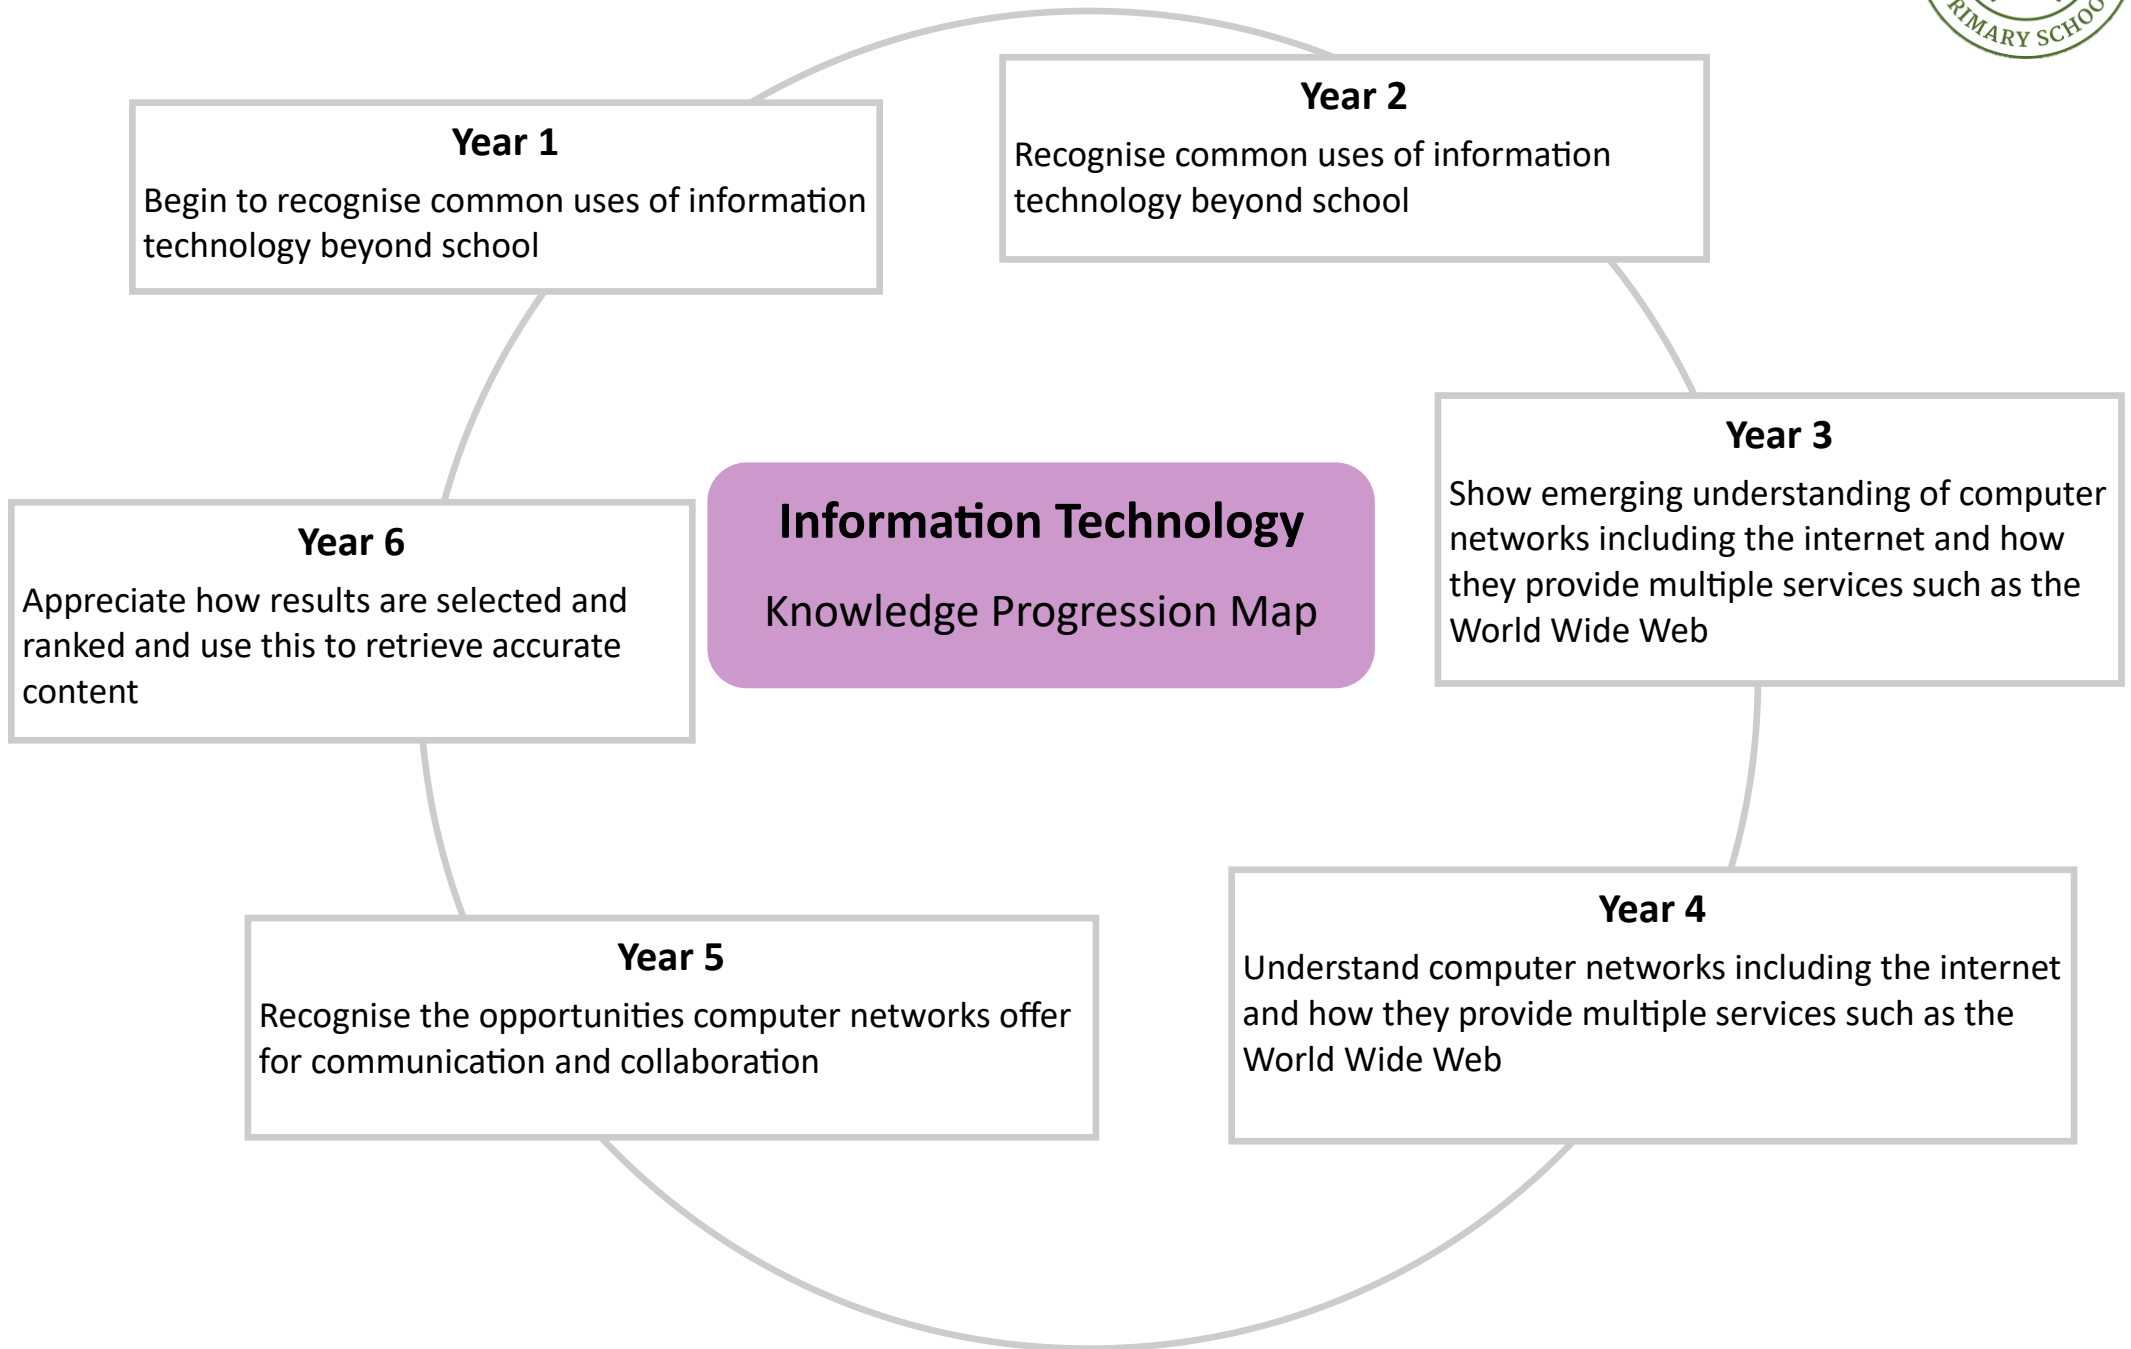 Year 1
Begin to recognise common uses of information
technology beyond school
Year 2
Recognise common uses of information
technology beyond school
Year 3
Show emerging understanding of computer
networks including the internet and how
they provide multiple services such as the
World Wide Web
Year 4
Understand computer networks including the internet
and how they provide multiple services such as the
World Wide Web
Year 5
Recognise the opportunities computer networks offer
for communication and collaboration
Year 6
Appreciate how results are selected and
ranked and use this to retrieve accurate
content
Information Technology
Knowledge Progression Map
SCHOO